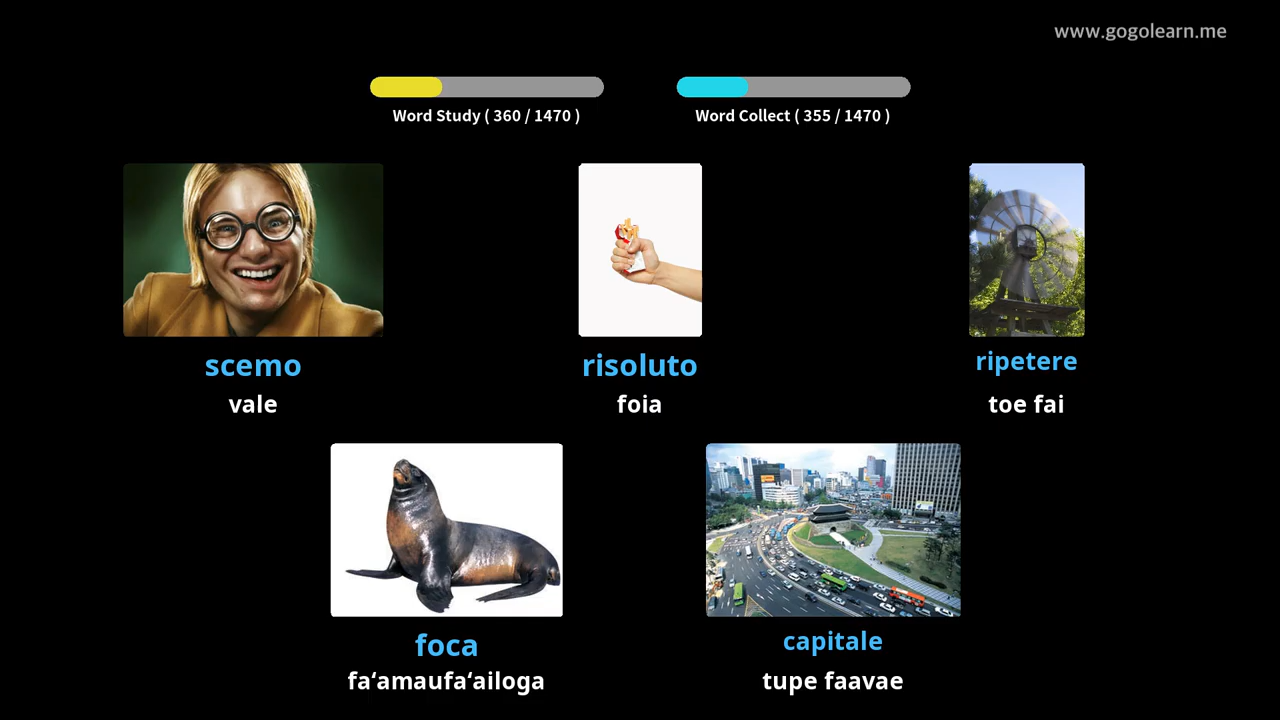 www.gogolearn.me
Word Study ( 360 / 1470 )
Word Collect ( 355 / 1470 )
scemo
vale
risoluto
foia
ripetere
toe fai
foca
fa‘amaufa‘ailoga
capitale
tupe faavae